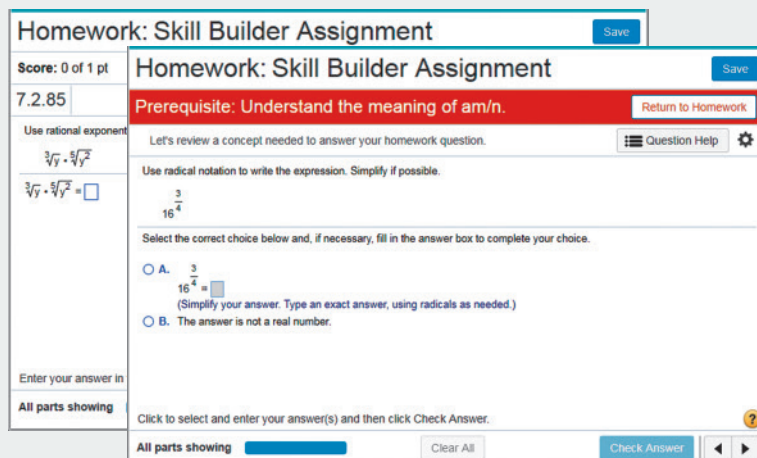 Homework: Skill Builder Assignment
Save
Score: 0 of 1 pt
7.2.85
Use rational exponent
∛y · ⁵√y²
∛y · ⁵√y² =
Enter your answer in
All parts showing
Homework: Skill Builder Assignment
Save
Prerequisite: Understand the meaning of am/n.
Return to Homework
Let's review a concept needed to answer your homework question.
Question Help
Use radical notation to write the expression. Simplify if possible.
16^(3/4)
Select the correct choice below and, if necessary, fill in the answer box to complete your choice.
A. 16^(3/4) =
(Simplify your answer. Type an exact answer, using radicals as needed.)
B. The answer is not a real number.
Click to select and enter your answer(s) and then click Check Answer.
?
All parts showing
Clear All
Check Answer